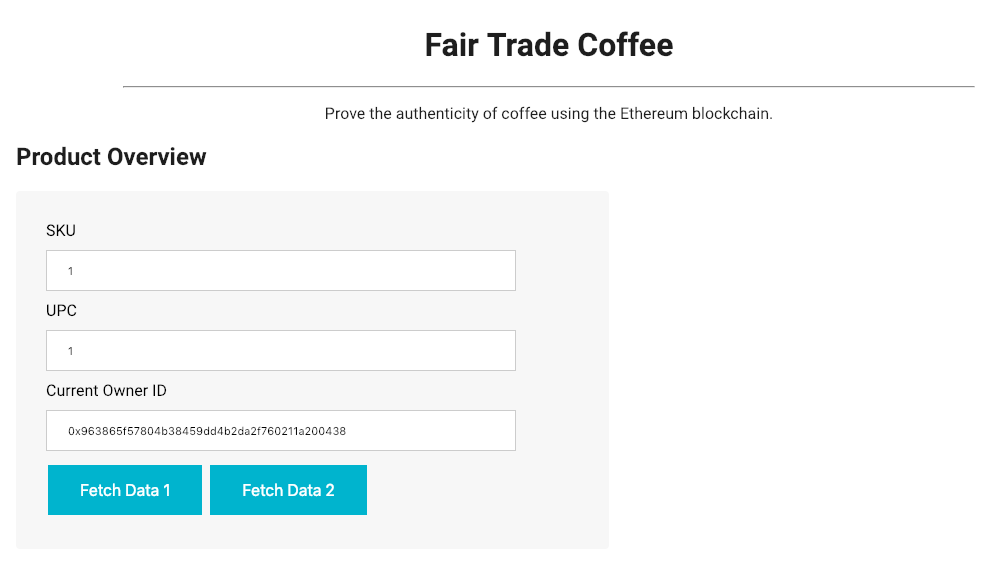 Fair Trade Coffee
Prove the authenticity of coffee using the Ethereum blockchain.
Product Overview
SKU
1
UPC
1
Current Owner ID
0x963865f57804b38459dd4b2da2f760211a200438
Fetch Data 1
Fetch Data 2